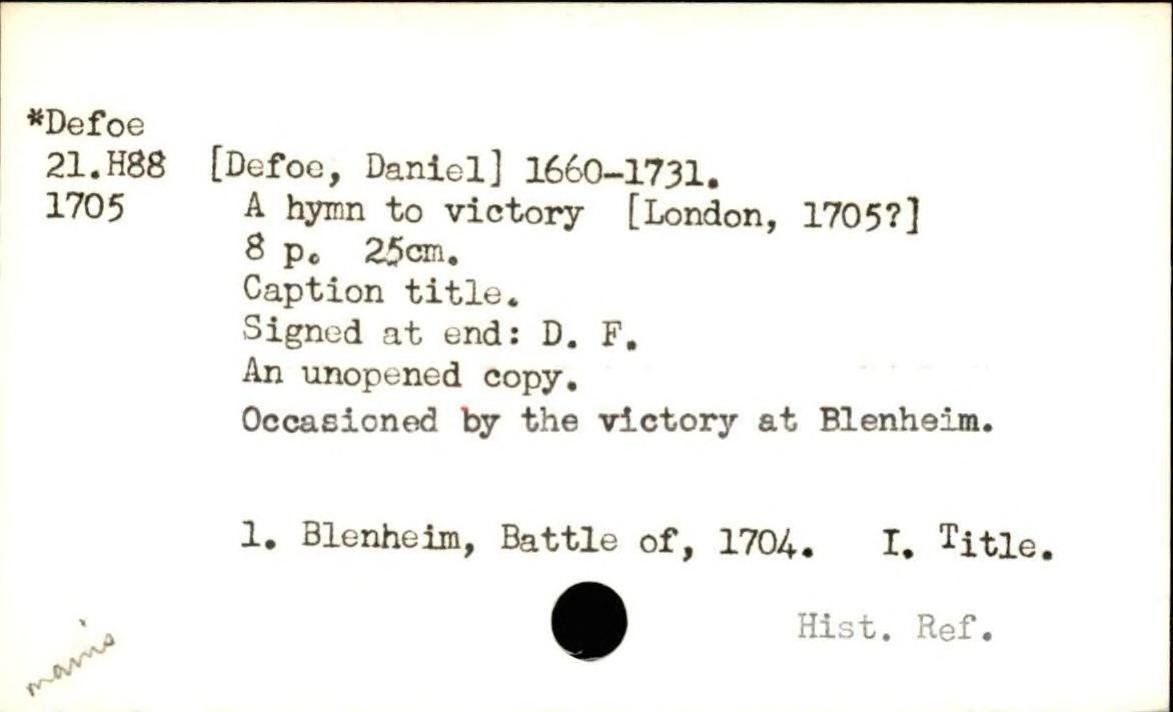 *Defoe
21.H88 [Defoe, Daniel] 1660-1731.
1705 A hymn to victory [London, 1705?]
8 p. 25cm.
Caption title.
Signed at end: D. F.
An unopened copy.
Occasioned by the victory at Blenheim.
1. Blenheim, Battle of, 1704. I. Title.
Hist. Ref.